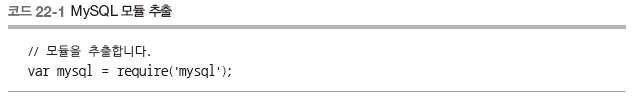 코드 22-1 MySQL 모듈 추출
// 모듈을 추출합니다.
var mysql = require('mysql');